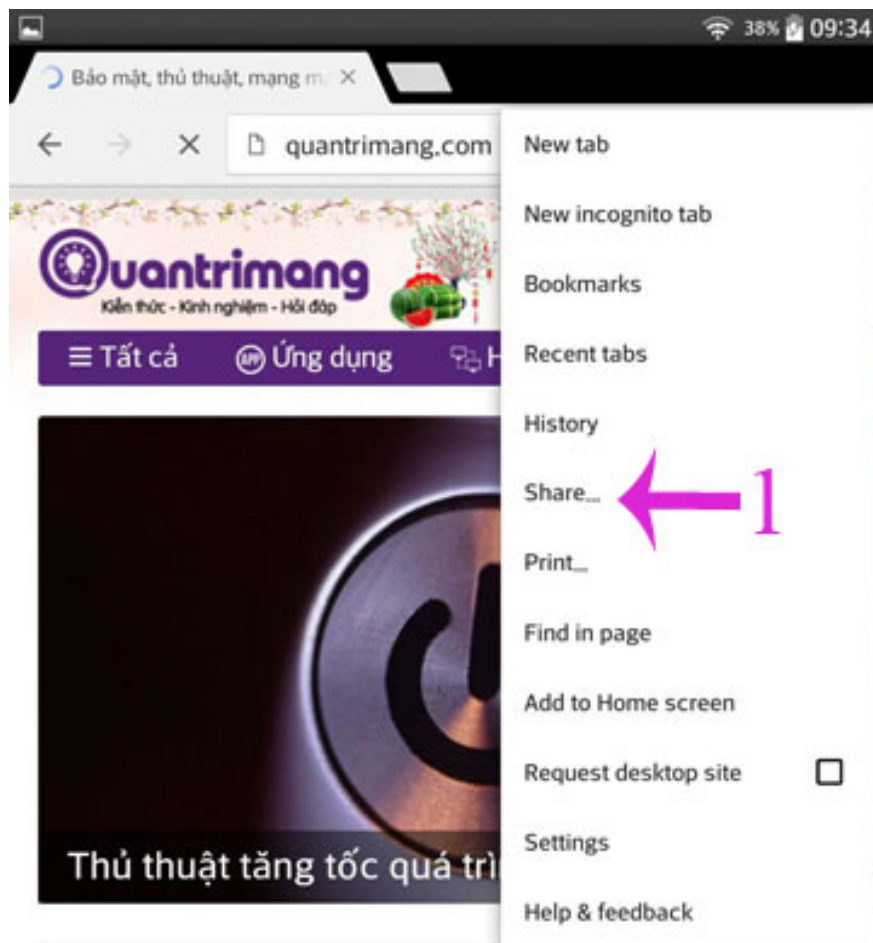 38% 09:34
Bảo mật, thủ thuật, mạng m
quantrimang.com
Quantrimang
Kiến thức - Kinh nghiệm - Hỏi đáp
Tất cả
APP Ứng dụng
H
Thủ thuật tăng tốc quá trì
New tab
New incognito tab
Bookmarks
Recent tabs
History
Share...
1
Print...
Find in page
Add to Home screen
Request desktop site
Settings
Help & feedback